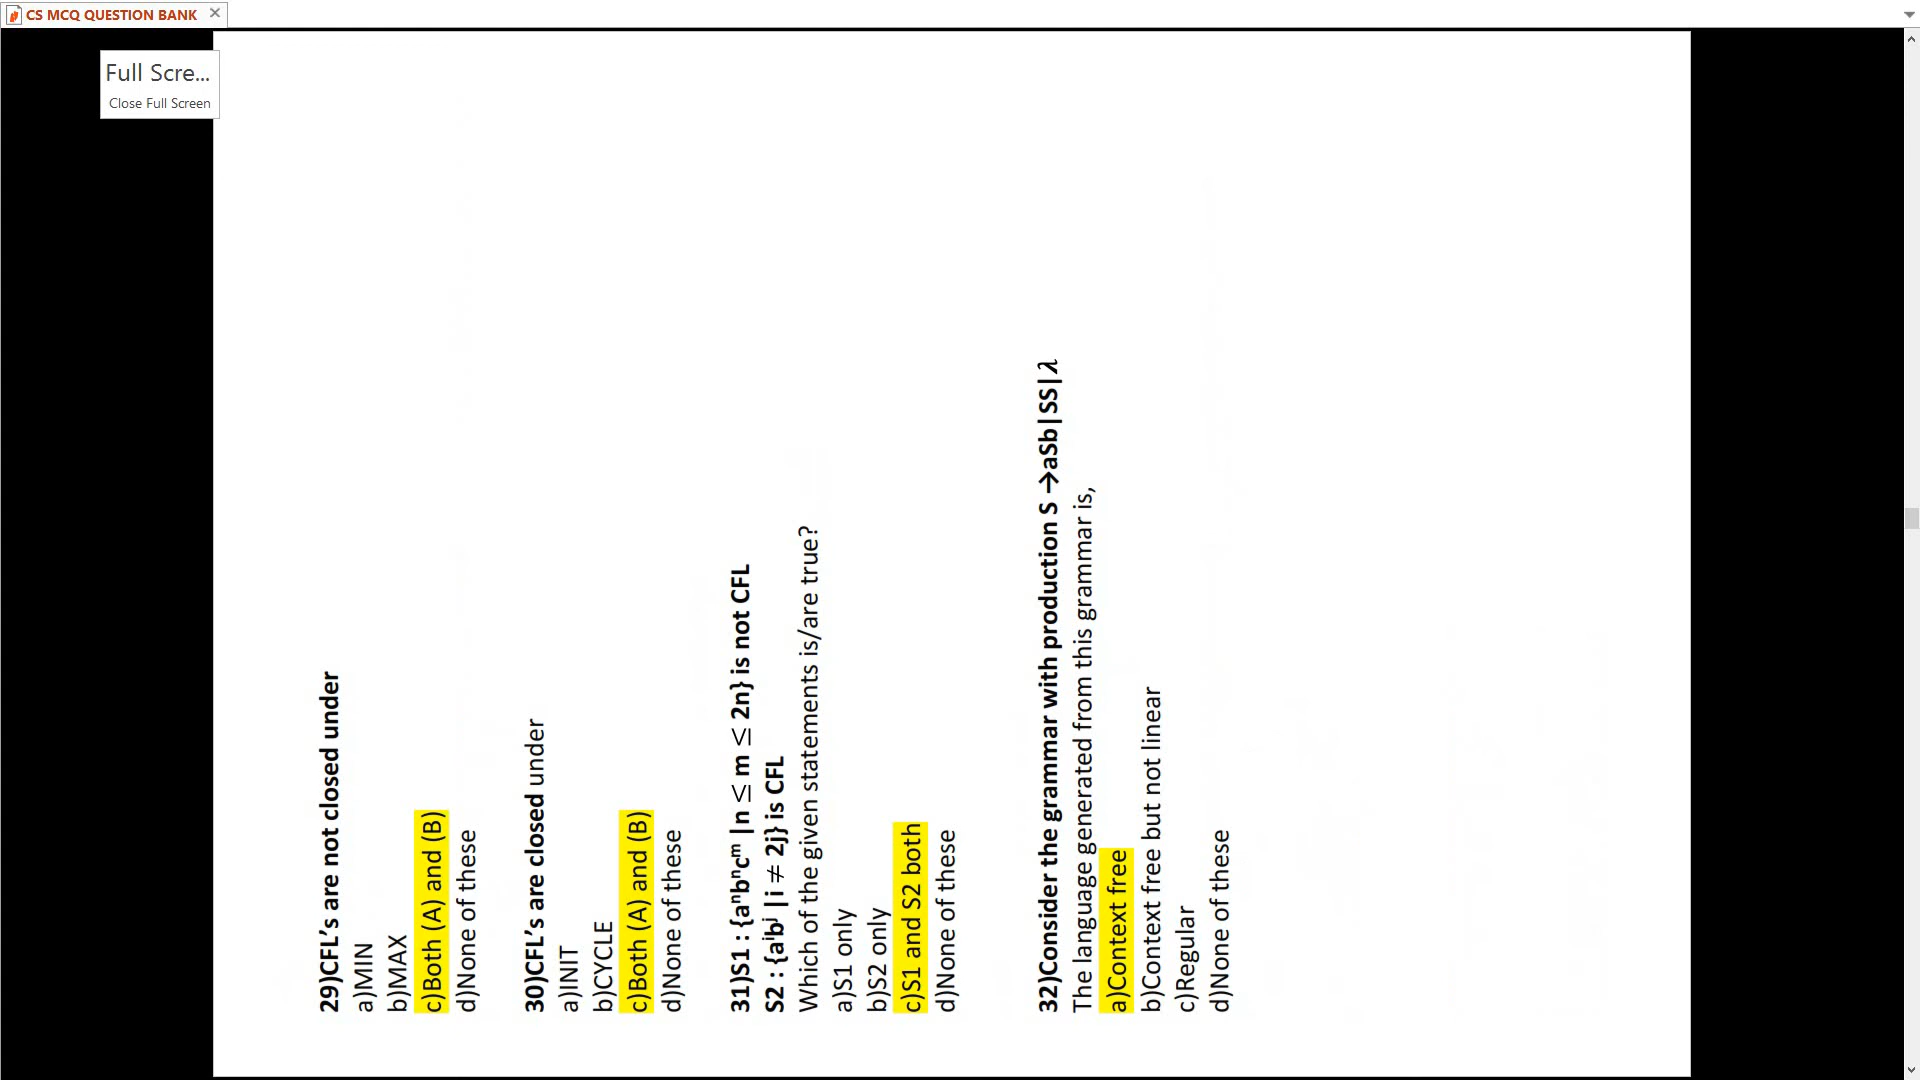 CS MCQ QUESTION BANK
Full Scre...
Close Full Screen
29)CFL’s are not closed under
a)MIN
b)MAX
c)Both (A) and (B)
d)None of these
30)CFL’s are closed under
a)INIT
b)CYCLE
c)Both (A) and (B)
d)None of these
31)S1 : {aⁿbⁿcᵐ |n ≤ m ≤ 2n} is not CFL
S2 : {aⁱbʲ |i ≠ 2j} is CFL
Which of the given statements is/are true?
a)S1 only
b)S2 only
c)S1 and S2 both
d)None of these
32)Consider the grammar with production S →aSb|SS|λ
The language generated from this grammar is,
a)Context free
b)Context free but not linear
c)Regular
d)None of these